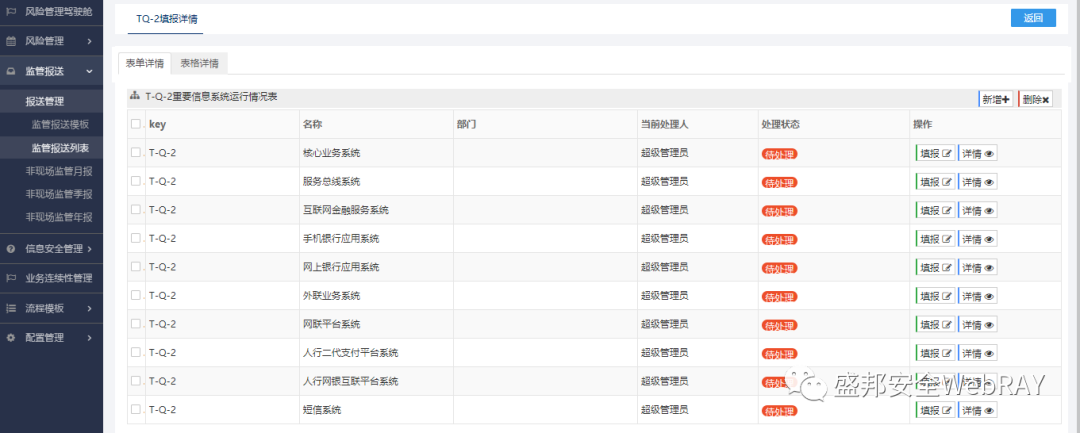 风险管理驾驶舱
风险管理
监管报送
报送管理
监管报送模板
监管报送列表
非现场监管月报
非现场监管季报
非现场监管年报
信息安全管理
业务连续性管理
流程模板
配置管理
TQ-2填报详情
返回
表单详情 表格详情
T-Q-2重要信息系统运行情况表
新增 删除
key 名称 部门 当前处理人 处理状态 操作
T-Q-2 核心业务系统 超级管理员 待处理 填报 详情
T-Q-2 服务总线系统 超级管理员 待处理 填报 详情
T-Q-2 互联网金融服务系统 超级管理员 待处理 填报 详情
T-Q-2 手机银行应用系统 超级管理员 待处理 填报 详情
T-Q-2 网上银行应用系统 超级管理员 待处理 填报 详情
T-Q-2 外联业务系统 超级管理员 待处理 填报 详情
T-Q-2 网联平台系统 超级管理员 待处理 填报 详情
T-Q-2 人行二代支付平台系统 超级管理员 待处理 填报 详情
T-Q-2 人行网银互联平台系统 超级管理员 待处理 填报 详情
T-Q-2 短信系统 超级管理员 待处理 填报 详情
盛邦安全WebRAY